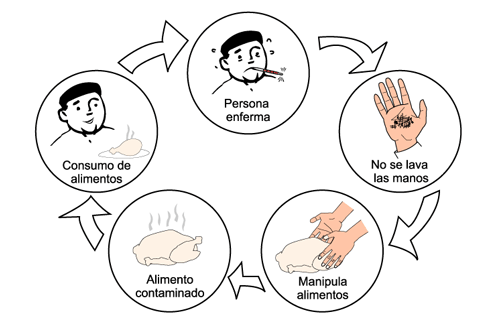 Persona
enferma
No se lava
las manos
Manipula
alimentos
Alimento
contaminado
Consumo de
alimentos